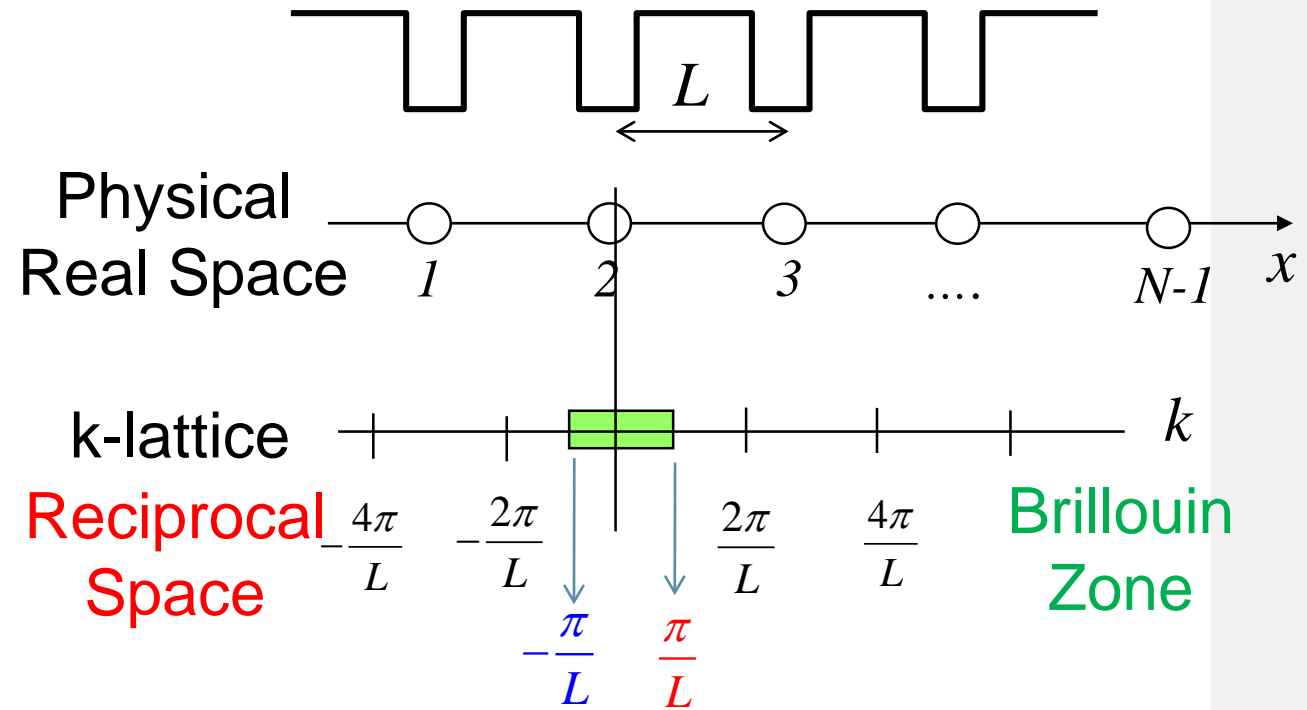 L
Physical
Real Space
1 2 3 .... N-1 x
k-lattice
k
Reciprocal
Space
-4π/L -2π/L 2π/L 4π/L
Brillouin
Zone
-π/L π/L